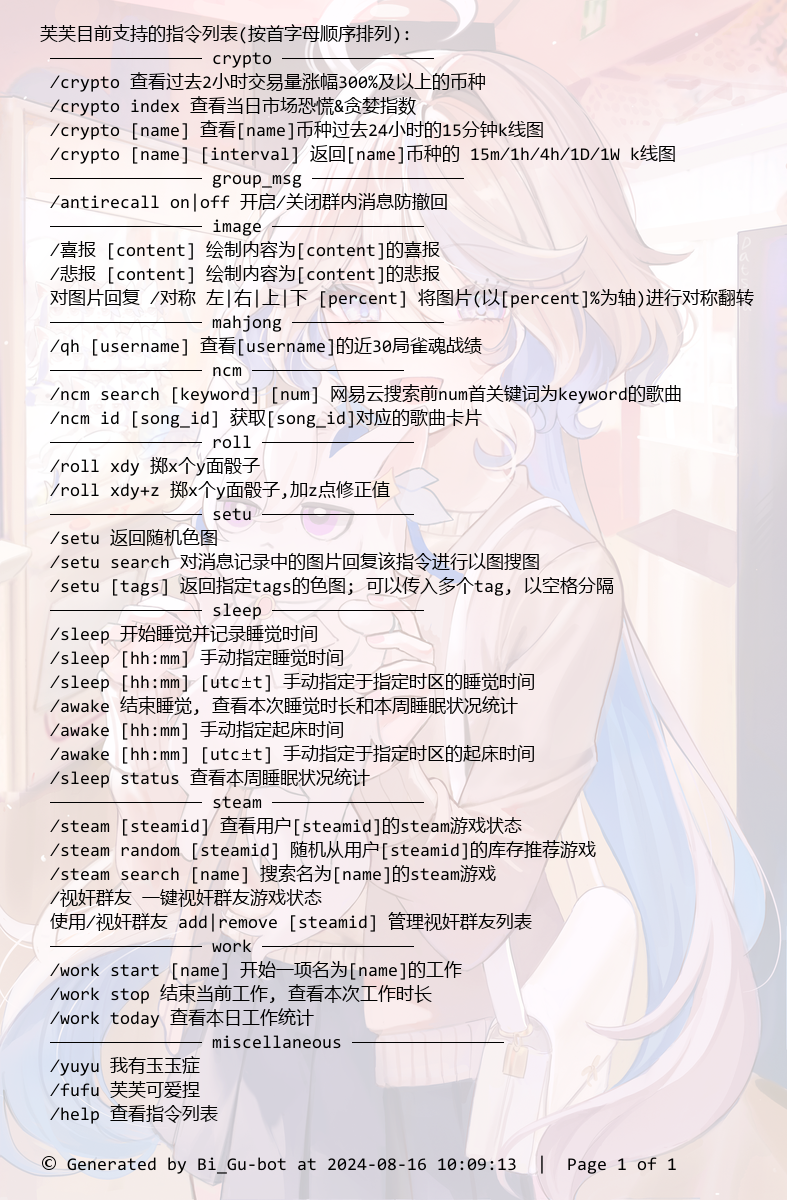 芙芙目前支持的指令列表(按首字母顺序排列):
crypto
/crypto 查看过去2小时交易量涨幅300%及以上的币种
/crypto index 查看当日市场恐慌&贪婪指数
/crypto [name] 查看[name]币种过去24小时的15分钟k线图
/crypto [name] [interval] 返回[name]币种的 15m/1h/4h/1D/1W k线图
group_msg
/antirecall on|off 开启/关闭群内消息防撤回
image
/喜报 [content] 绘制内容为[content]的喜报
/悲报 [content] 绘制内容为[content]的悲报
对图片回复 /对称 左|右|上|下 [percent] 将图片(以[percent]%为轴)进行对称翻转
mahjong
/qh [username] 查看[username]的近30局雀魂战绩
ncm
/ncm search [keyword] [num] 网易云搜索前num首关键词为keyword的歌曲
/ncm id [song_id] 获取[song_id]对应的歌曲卡片
roll
/roll xdy 掷x个y面骰子
/roll xdy+z 掷x个y面骰子,加z点修正值
setu
/setu 返回随机色图
/setu search 对消息记录中的图片回复该指令进行以图搜图
/setu [tags] 返回指定tags的色图; 可以传入多个tag, 以空格分隔
sleep
/sleep 开始睡觉并记录睡觉时间
/sleep [hh:mm] 手动指定睡觉时间
/sleep [hh:mm] [utc±t] 手动指定于指定时区的睡觉时间
/awake 结束睡觉, 查看本次睡觉时长和本周睡眠状况统计
/awake [hh:mm] 手动指定起床时间
/awake [hh:mm] [utc±t] 手动指定于指定时区的起床时间
/sleep status 查看本周睡眠状况统计
steam
/steam [steamid] 查看用户[steamid]的steam游戏状态
/steam random [steamid] 随机从用户[steamid]的库存推荐游戏
/steam search [name] 搜索名为[name]的steam游戏
/视奸群友 一键视奸群友游戏状态
使用/视奸群友 add|remove [steamid] 管理视奸群友列表
work
/work start [name] 开始一项名为[name]的工作
/work stop 结束当前工作, 查看本次工作时长
/work today 查看本日工作统计
miscellaneous
/yuyu 我有玉玉症
/fufu 芙芙可爱捏
/help 查看指令列表
© Generated by Bi_Gu-bot at 2024-08-16 10:09:13 | Page 1 of 1